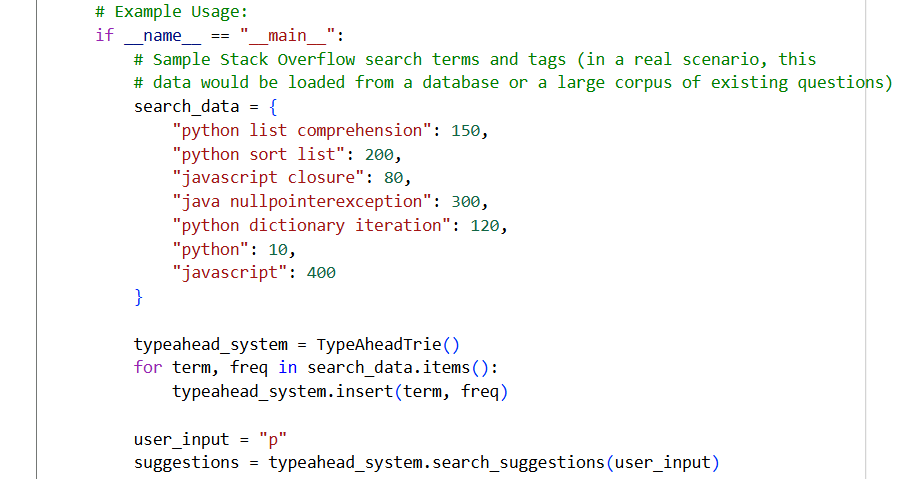 # Example Usage:
if __name__ == "__main__":
# Sample Stack Overflow search terms and tags (in a real scenario, this
# data would be loaded from a database or a large corpus of existing questions)
search_data = {
"python list comprehension": 150,
"python sort list": 200,
"javascript closure": 80,
"java nullpointerexception": 300,
"python dictionary iteration": 120,
"python": 10,
"javascript": 400
}
typeahead_system = TypeAheadTrie()
for term, freq in search_data.items():
typeahead_system.insert(term, freq)
user_input = "p"
suggestions = typeahead_system.search_suggestions(user_input)